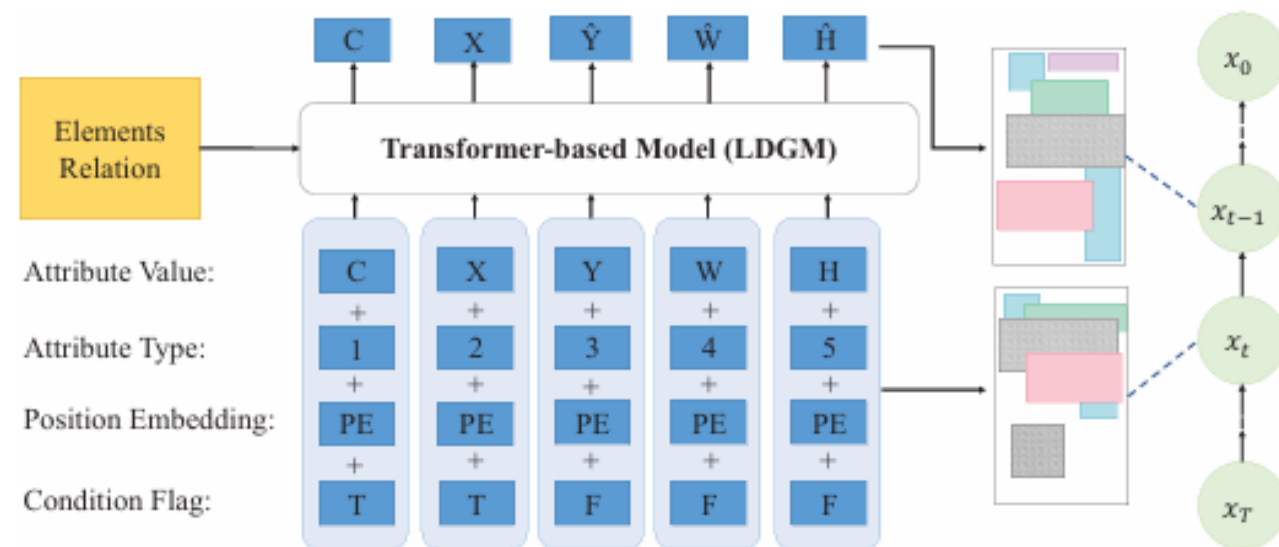 C X Ŷ Ŵ Ĥ
x₀
Elements
Relation
Transformer-based Model (LDGM)
xₜ₋₁
Attribute Value: C X Y W H
+ + + + +
Attribute Type: 1 2 3 4 5
xₜ
+ + + + +
Position Embedding: PE PE PE PE PE
+ + + + +
Condition Flag: T T F F F
x_T